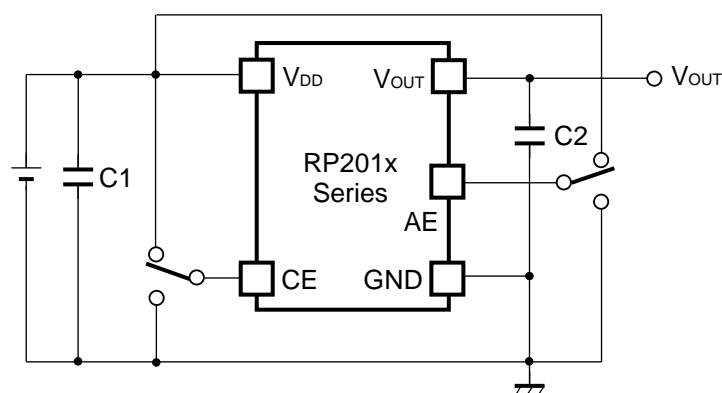 VDD
VOUT
VOUT
C1
C2
RP201x
Series
AE
CE
GND